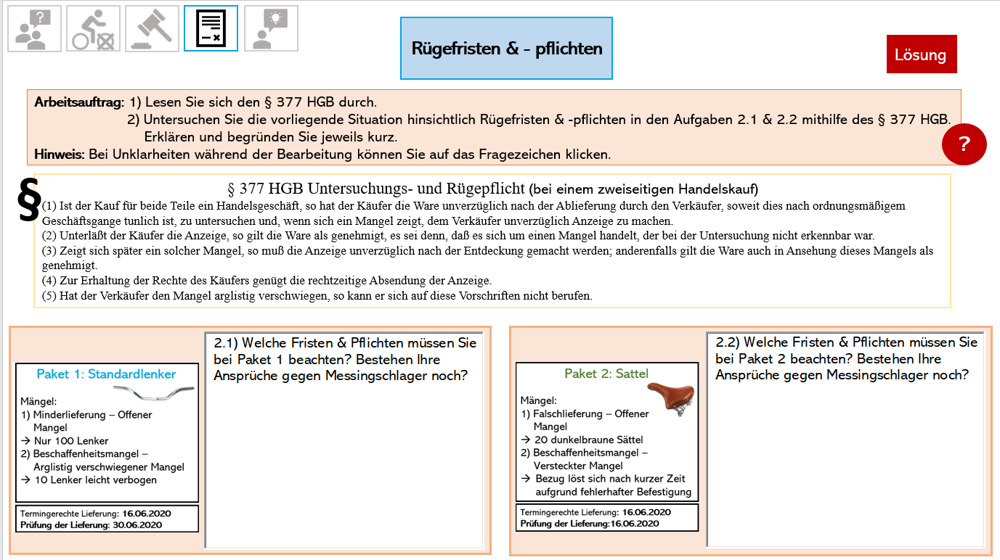 ?
Rügefristen & - pflichten
Lösung
Arbeitsauftrag: 1) Lesen Sie sich den § 377 HGB durch.
2) Untersuchen Sie die vorliegende Situation hinsichtlich Rügefristen & -pflichten in den Aufgaben 2.1 & 2.2 mithilfe des § 377 HGB.
Erklären und begründen Sie jeweils kurz.
Hinweis: Bei Unklarheiten während der Bearbeitung können Sie auf das Fragezeichen klicken.
?
§
§ 377 HGB Untersuchungs- und Rügepflicht (bei einem zweiseitigen Handelskauf)
(1) Ist der Kauf für beide Teile ein Handelsgeschäft, so hat der Käufer die Ware unverzüglich nach der Ablieferung durch den Verkäufer, soweit dies nach ordnungsmäßigem
Geschäftsgange tunlich ist, zu untersuchen und, wenn sich ein Mangel zeigt, dem Verkäufer unverzüglich Anzeige zu machen.
(2) Unterläßt der Käufer die Anzeige, so gilt die Ware als genehmigt, es sei denn, daß es sich um einen Mangel handelt, der bei der Untersuchung nicht erkennbar war.
(3) Zeigt sich später ein solcher Mangel, so muß die Anzeige unverzüglich nach der Entdeckung gemacht werden; anderenfalls gilt die Ware auch in Ansehung dieses Mangels als
genehmigt.
(4) Zur Erhaltung der Rechte des Käufers genügt die rechtzeitige Absendung der Anzeige.
(5) Hat der Verkäufer den Mangel arglistig verschwiegen, so kann er sich auf diese Vorschriften nicht berufen.
Paket 1: Standardlenker
Mängel:
1) Minderlieferung – Offener
Mangel
→ Nur 100 Lenker
2) Beschaffenheitsmangel –
Arglistig verschwiegener Mangel
→ 10 Lenker leicht verbogen
Termingerechte Lieferung: 16.06.2020
Prüfung der Lieferung: 30.06.2020
2.1) Welche Fristen & Pflichten müssen Sie
bei Paket 1 beachten? Bestehen Ihre
Ansprüche gegen Messingschlager noch?
Paket 2: Sattel
Mängel:
1) Falschlieferung – Offener
Mangel
→ 20 dunkelbraune Sättel
2) Beschaffenheitsmangel –
Versteckter Mangel
→ Bezug löst sich nach kurzer Zeit
aufgrund fehlerhafter Befestigung
Termingerechte Lieferung: 16.06.2020
Prüfung der Lieferung:16.06.2020
2.2) Welche Fristen & Pflichten müssen Sie
bei Paket 2 beachten? Bestehen Ihre
Ansprüche gegen Messingschlager noch?